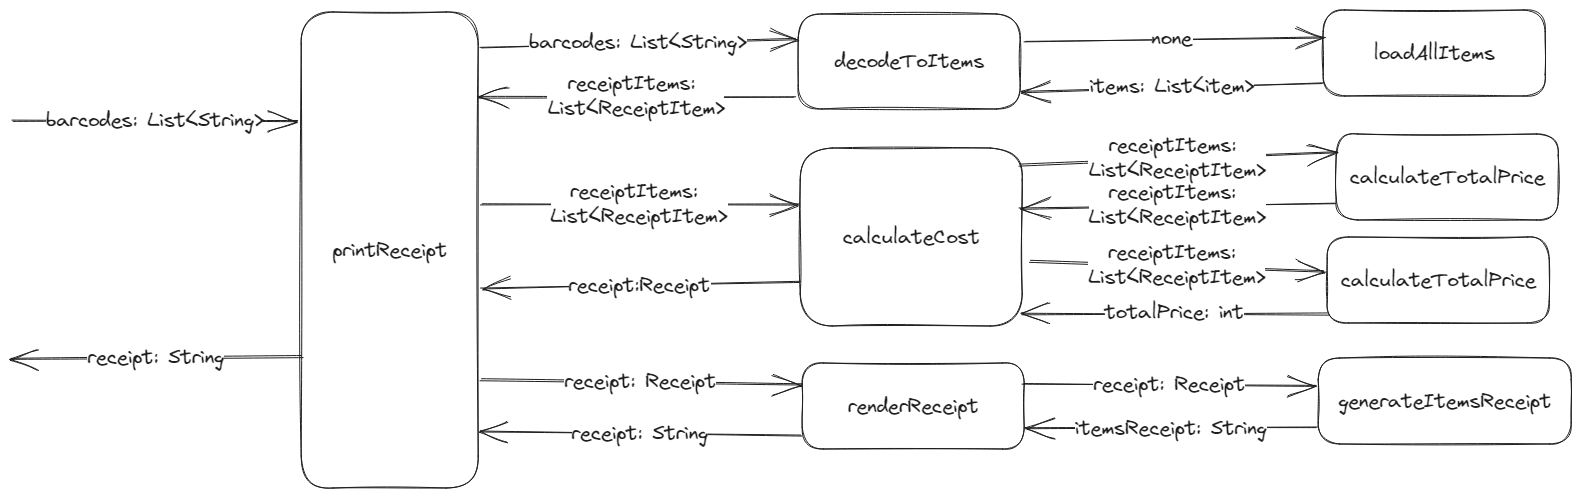 barcodes: List<String>
receipt: String
printReceipt
barcodes: List<String>
receiptItems:
List<ReceiptItem>
receiptItems:
List<ReceiptItem>
receipt:Receipt
receipt: Receipt
receipt: String
decodeToItems
calculateCost
renderReceipt
none
items: List<item>
receiptItems:
List<ReceiptItem>
receiptItems:
List<ReceiptItem>
receiptItems:
List<ReceiptItem>
totalPrice: int
receipt: Receipt
itemsReceipt: String
loadAllItems
calculateTotalPrice
calculateTotalPrice
generateItemsReceipt